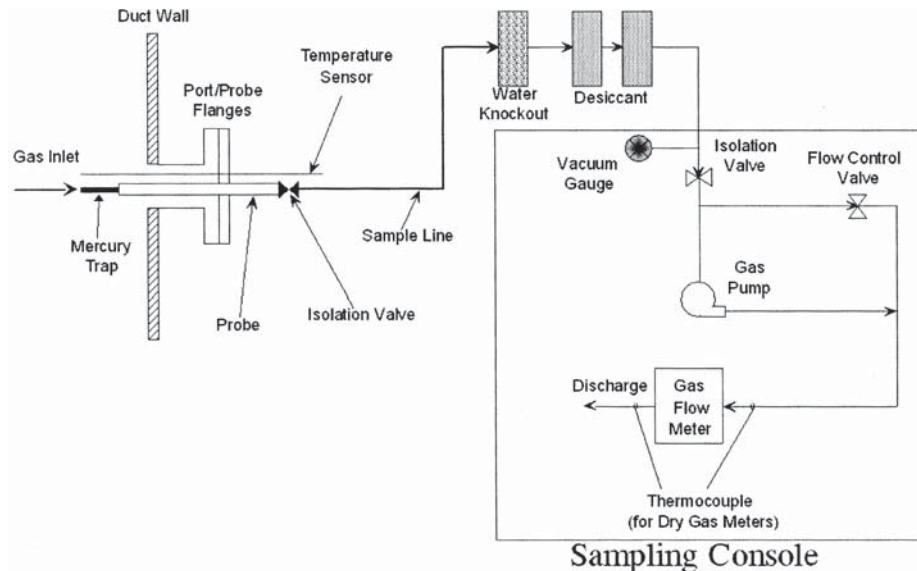 Duct Wall
Temperature
Sensor
Port/Probe
Flanges
Gas Inlet
Mercury
Trap
Probe
Isolation Valve
Sample Line
Water
Knockout
Desiccant
Vacuum
Gauge
Isolation
Valve
Flow Control
Valve
Gas
Pump
Discharge
Gas
Flow
Meter
Thermocouple
(for Dry Gas Meters)
Sampling Console